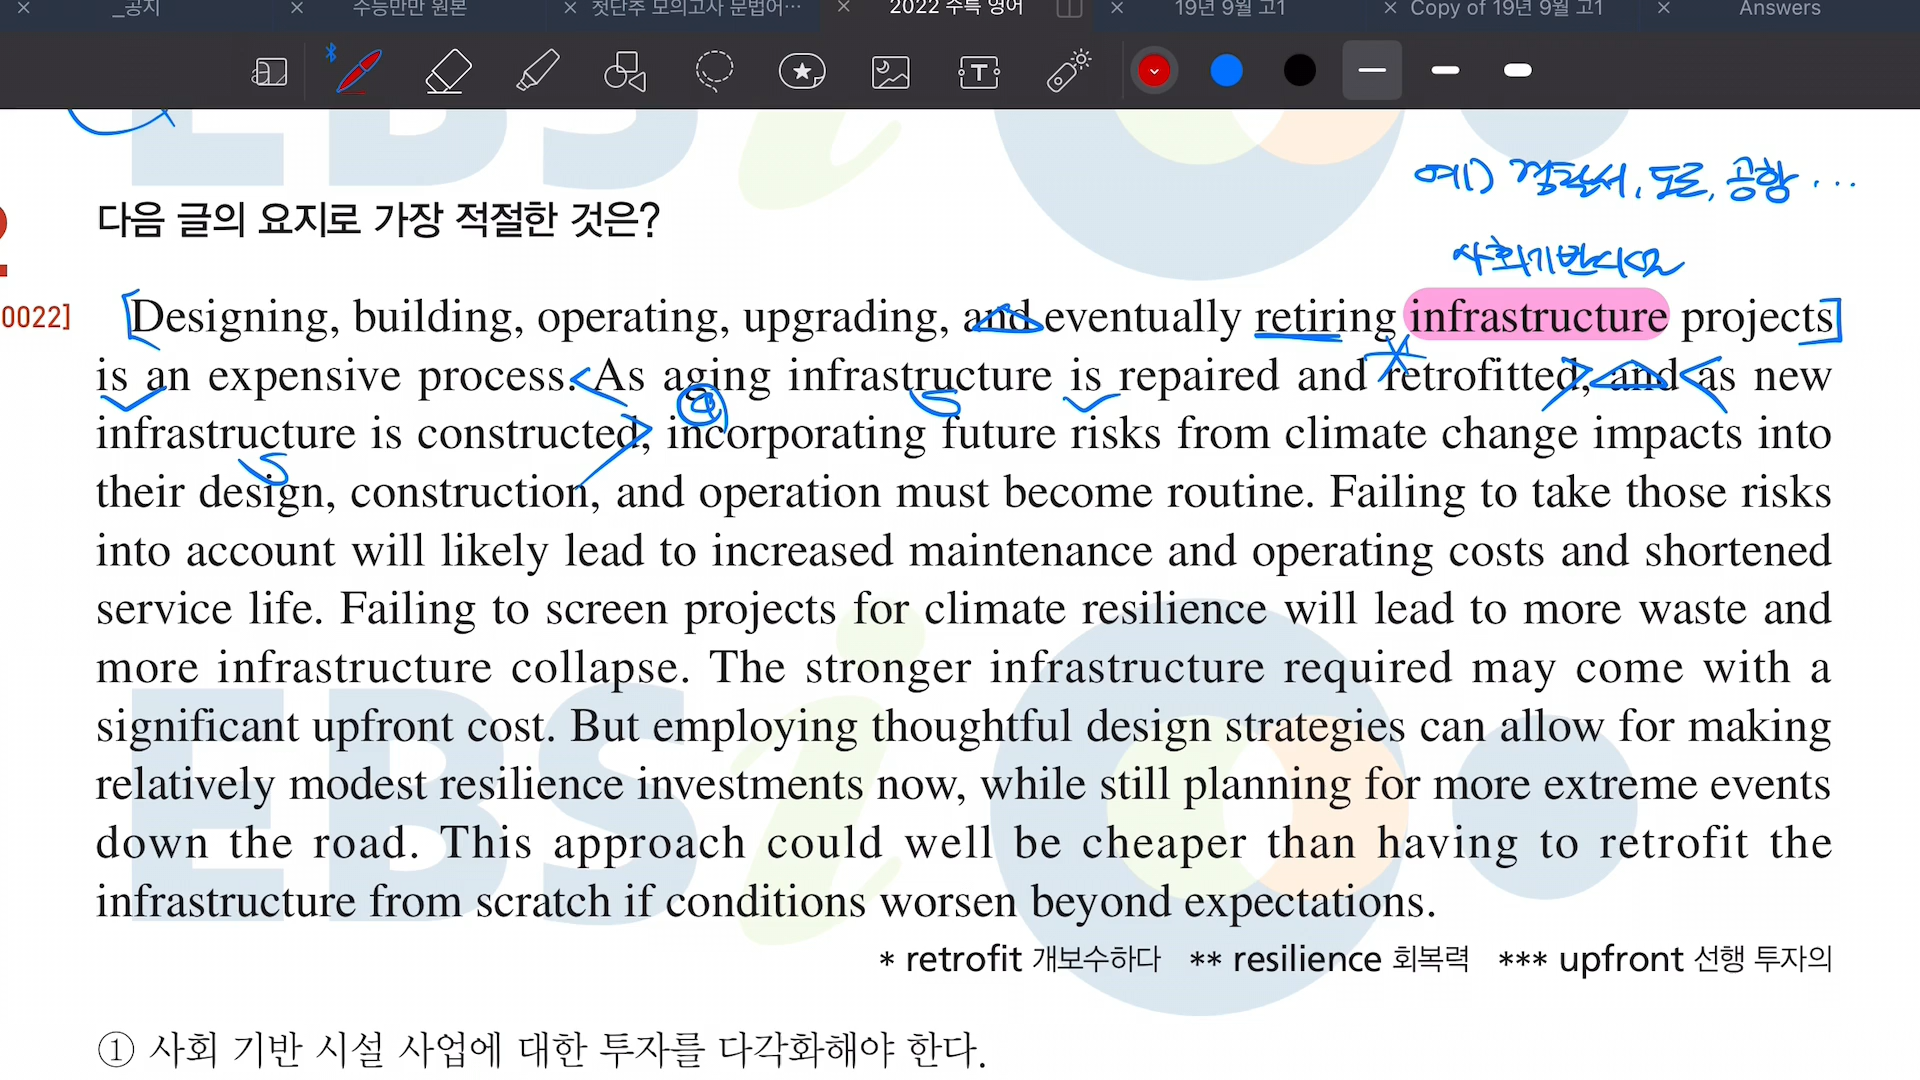 _공지
수능만만 원본
첫단추 모의고사 문법어…
2022 수특 영어
19년 9월 고1
Copy of 19년 9월 고1
Answers
EBSi
예) 경찰서, 도로, 공항 ...
다음 글의 요지로 가장 적절한 것은?
사회기반시설
0022]
[Designing, building, operating, upgrading, and eventually retiring infrastructure projects]
is an expensive process. <As aging infrastructure is repaired and retrofitted>, and <as new
infrastructure is constructed>, incorporating future risks from climate change impacts into
their design, construction, and operation must become routine. Failing to take those risks
into account will likely lead to increased maintenance and operating costs and shortened
service life. Failing to screen projects for climate resilience will lead to more waste and
more infrastructure collapse. The stronger infrastructure required may come with a
significant upfront cost. But employing thoughtful design strategies can allow for making
relatively modest resilience investments now, while still planning for more extreme events
down the road. This approach could well be cheaper than having to retrofit the
infrastructure from scratch if conditions worsen beyond expectations.
EBSi
* retrofit 개보수하다 ** resilience 회복력 *** upfront 선행 투자의
① 사회 기반 시설 사업에 대한 투자를 다각화해야 한다.